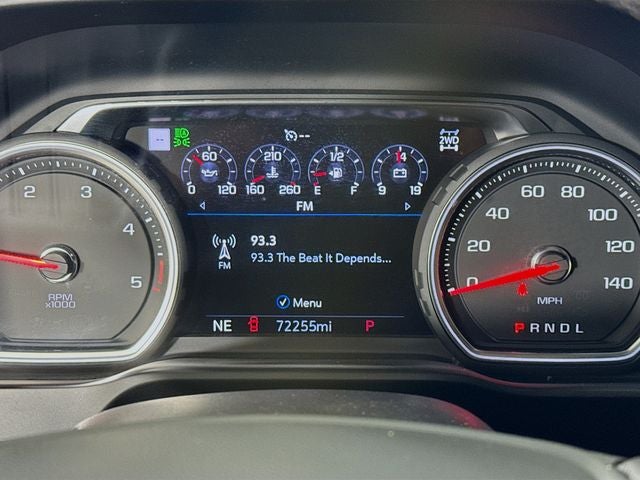 --
--
2WD
60
0 120
210
160 260
1/2
E F
14
9 19
FM
93.3
93.3 The Beat It Depends...
FM
Menu
NE 72255mi P
2 3 4 5
RPM
x1000
0 20 40 60 80 100 120 140
MPH
PRNDL